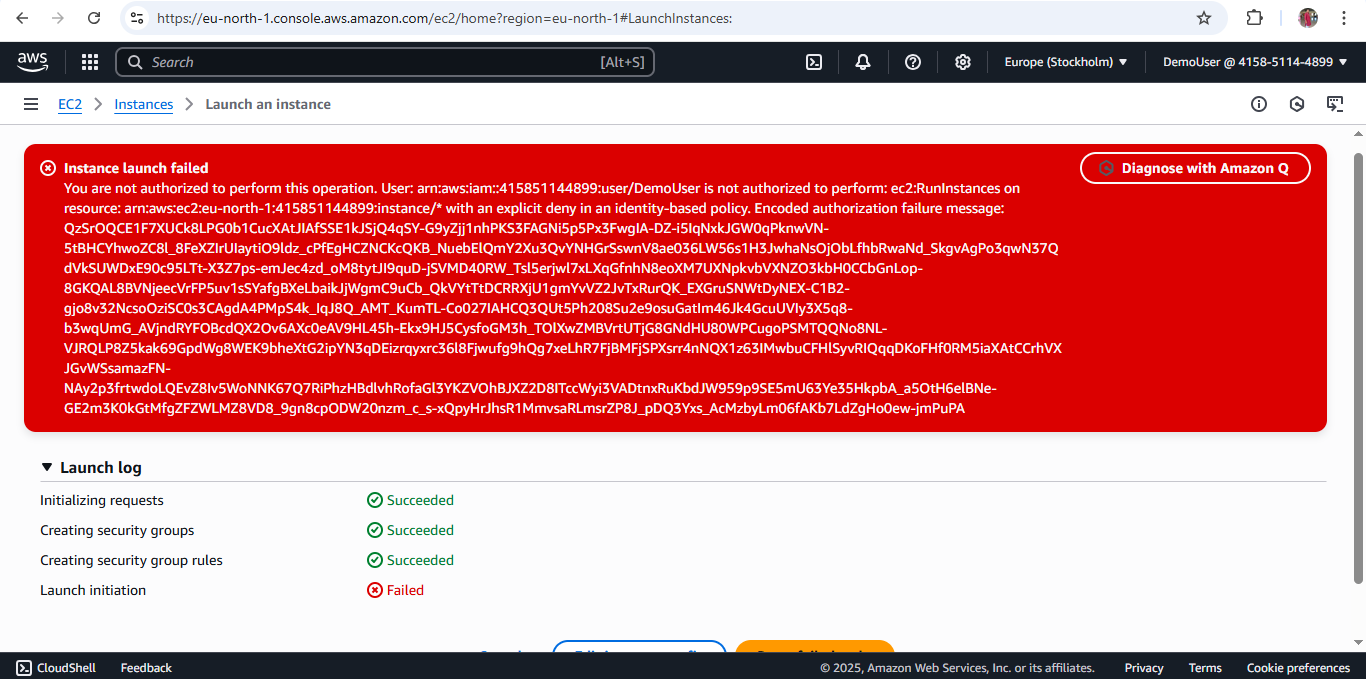 https://eu-north-1.console.aws.amazon.com/ec2/home?region=eu-north-1#LaunchInstances:
aws
Search
[Alt+S]
Europe (Stockholm)
DemoUser @ 4158-5114-4899
EC2 > Instances > Launch an instance
Instance launch failed
Diagnose with Amazon Q
You are not authorized to perform this operation. User: arn:aws:iam::415851144899:user/DemoUser is not authorized to perform: ec2:RunInstances on
resource: arn:aws:ec2:eu-north-1:415851144899:instance/* with an explicit deny in an identity-based policy. Encoded authorization failure message:
QzSrOQCE1F7XUCk8LPG0b1CucXAtJIAfSSE1kJSjQ4qSY-G9yZjj1nhPKS3FAGNi5p5Px3FwgIA-DZ-i5IqNxkJGW0qPknwVN-
5tBHCYhwoZC8l_8FeXZIrUIaytiO9ldz_cPfEgHCZNCKcQKB_NuebElQmY2Xu3QvYNHGrSswnV8ae036LW56s1H3JwhaNsOjObLfhbRwaNd_SkgvAgPo3qwN37Q
dVkSUWDxE90c95LTt-X3Z7ps-emJec4zd_oM8tytJI9quD-jSVMD40RW_Tsl5erjwl7xLXqGfnhN8eoXM7UXNpkvbVXNZO3kbH0CCbGnLop-
8GKQAL8BVNjeecVrFP5uv1sSYafgBXeLbaikJjWgmC9uCb_QkVYtTtDCRRXjU1gmYvVZ2JvTxRurQK_EXGruSNWtDyNEX-C1B2-
gjo8v32NcsoOziSC0s3CAgdA4PMpS4k_IqJ8Q_AMT_KumTL-Co027IAHCQ3QUt5Ph208Su2e9osuGatIm46Jk4GcuUVIy3X5q8-
b3wqUmG_AVjndRYFOBcdQX2Ov6AXc0eAV9HL45h-Ekx9HJ5CysfoGM3h_TOlXwZMBVrtUTjG8GNdHU80WPCugoPSMTQQNo8NL-
VJRQLP8Z5kak69GpdWg8WEK9bheXtG2ipYN3qDEizrqyxrc36l8Fjwufg9hQg7xeLhR7FjBMFjSPXsrr4nNQX1z63IMwbuCFHlSyvRIQqqDKoFHf0RM5iaXAtCCrhVX
JGvWSsamazFN-
NAy2p3frtwdoLQEvZ8Iv5WoNNK67Q7RiPhzHBdlvhRofaGl3YKZVOhBJXZ2D8ITccWyi3VADtnxRuKbdJW959p9SE5mU63Ye35HkpbA_a5OtH6elBNe-
GE2m3K0kGtMfgZFZWLMZ8VD8_9gn8cpODW20nzm_c_s-xQpyHrJhsR1MmvsaRLmsrZP8J_pDQ3Yxs_AcMzbyLm06fAKb7LdZgHo0ew-jmPuPA
Launch log
Initializing requests Succeeded
Creating security groups Succeeded
Creating security group rules Succeeded
Launch initiation Failed
CloudShell
Feedback
© 2025, Amazon Web Services, Inc. or its affiliates.
Privacy
Terms
Cookie preferences